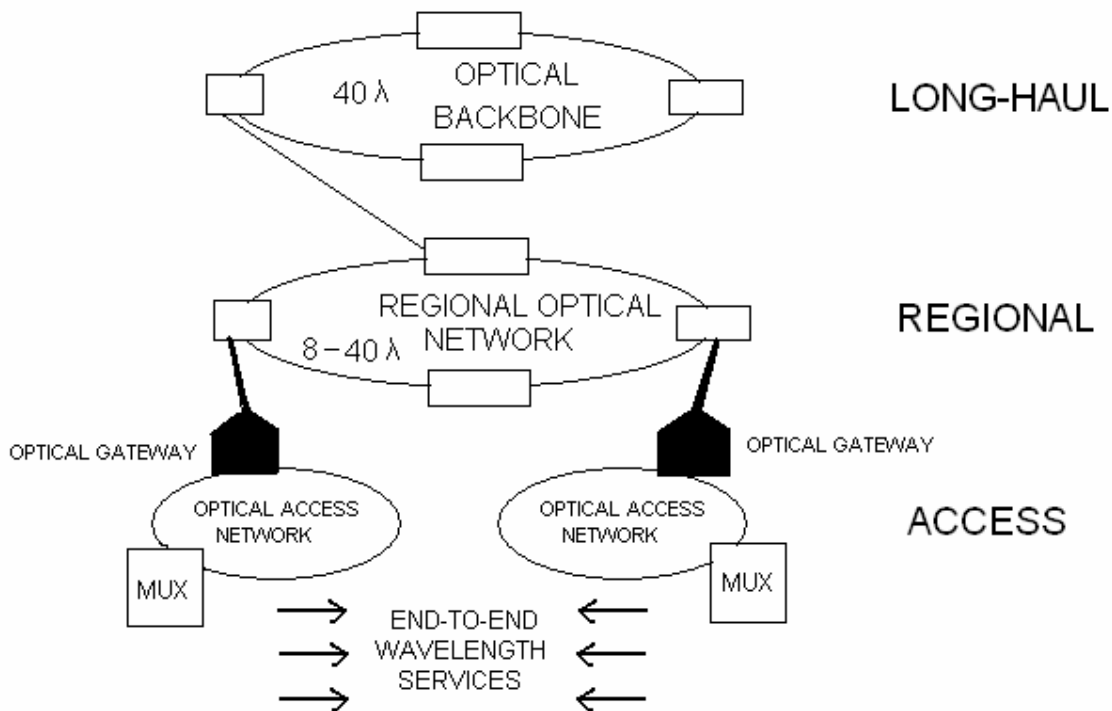 40 λ
OPTICAL
BACKBONE
LONG-HAUL
REGIONAL OPTICAL
NETWORK
8-40 λ
REGIONAL
OPTICAL GATEWAY
OPTICAL GATEWAY
OPTICAL ACCESS
NETWORK
OPTICAL ACCESS
NETWORK
ACCESS
MUX
MUX
END-TO-END
WAVELENGTH
SERVICES